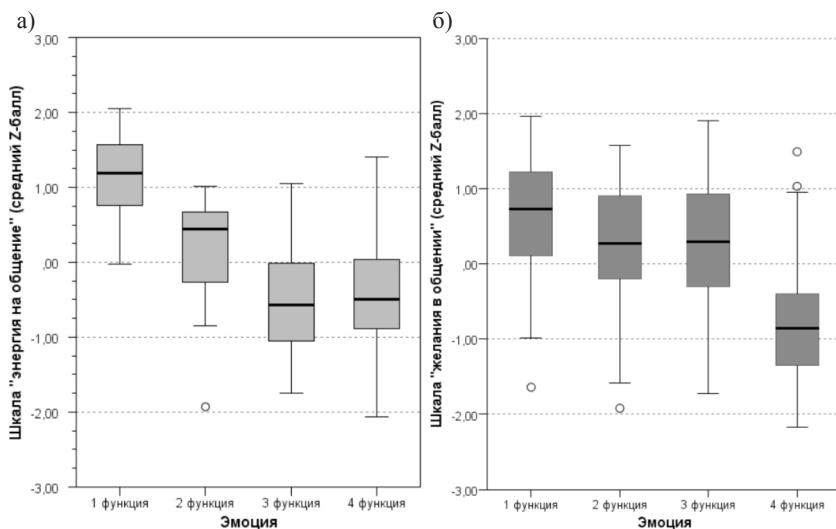 а)
Шкала "энергия на общение" (средний Z-балл)
3,00
2,00
1,00
,00
-1,00
-2,00
-3,00
1 функция
2 функция
3 функция
4 функция
Эмоция
б)
Шкала "желания в общении" (средний Z-балл)
3,00
2,00
1,00
,00
-1,00
-2,00
-3,00
1 функция
2 функция
3 функция
4 функция
Эмоция